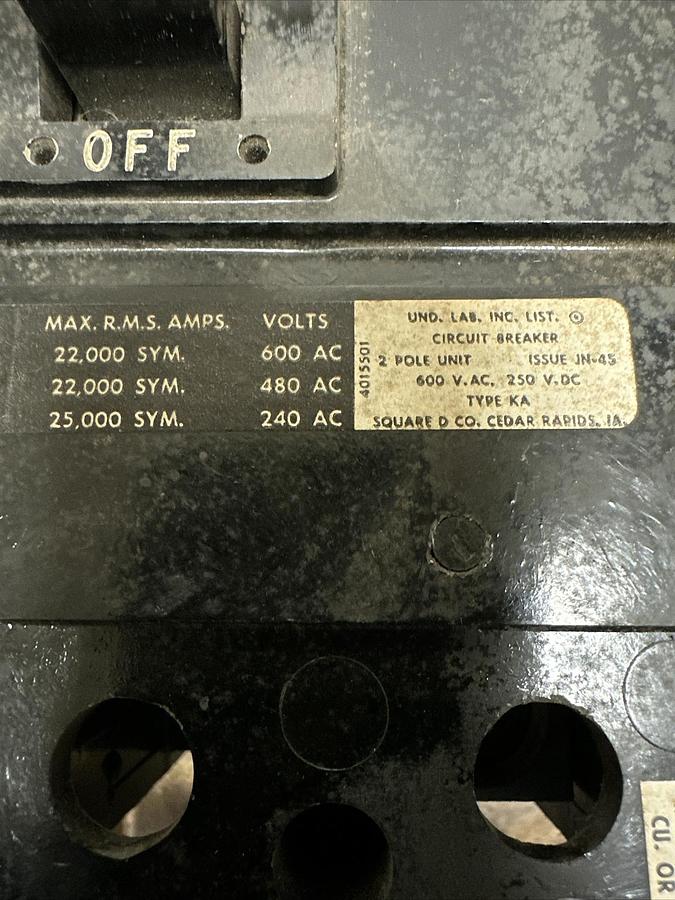 OFF
MAX. R.M.S. AMPS. VOLTS
22,000 SYM. 600 AC
22,000 SYM. 480 AC
25,000 SYM. 240 AC
4015501
UND. LAB. INC. LIST.
CIRCUIT BREAKER
2 POLE UNIT ISSUE JN-45
600 V.AC, 250 V.DC
TYPE KA
SQUARE D CO. CEDAR RAPIDS, IA.
CU. OR